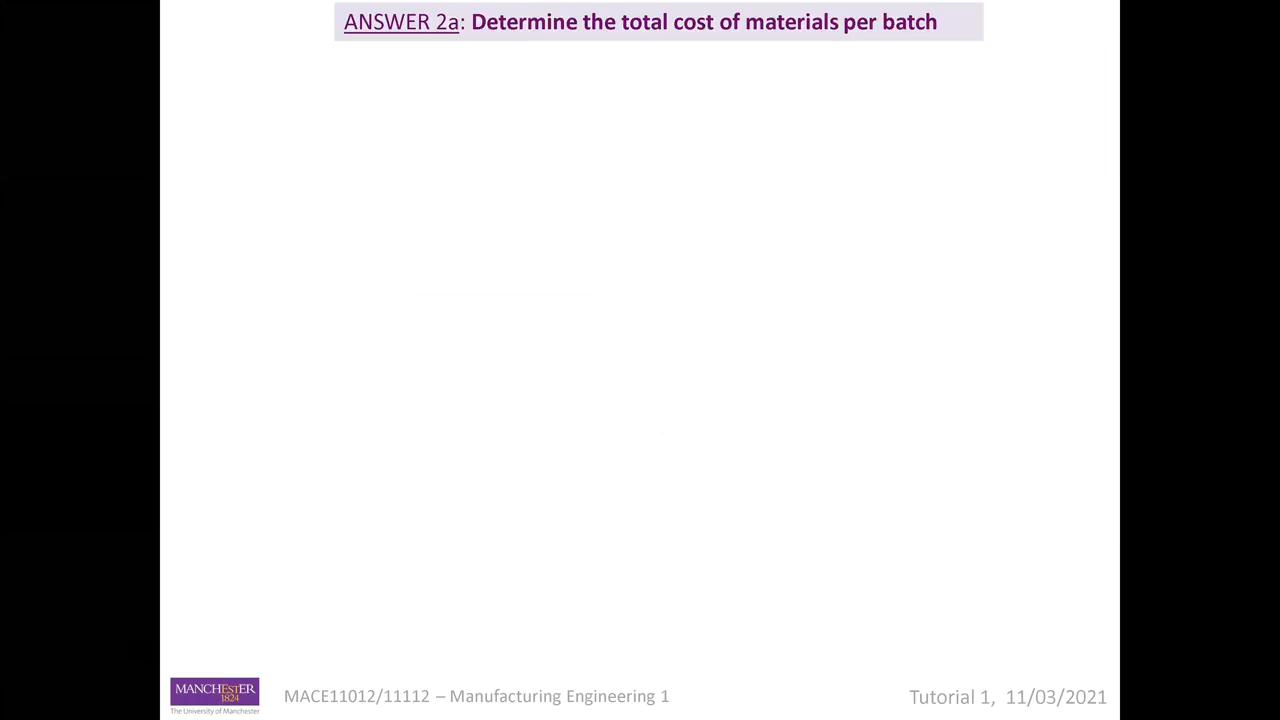 ANSWER 2a: Determine the total cost of materials per batch
MANCHESTER
1824
The University of Manchester
MACE11012/11112 – Manufacturing Engineering 1
Tutorial 1, 11/03/2021